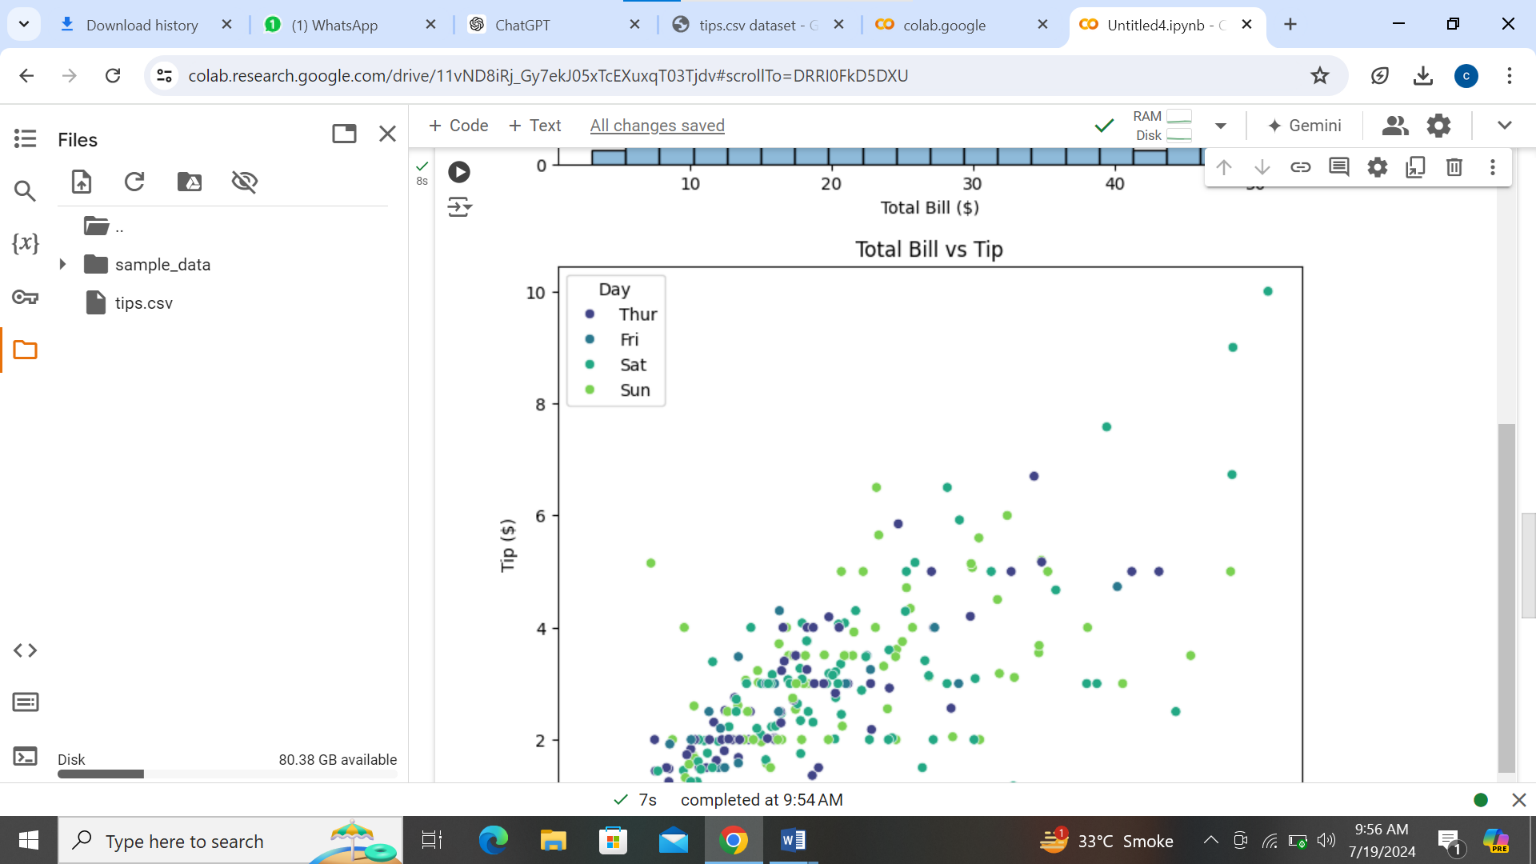 Download history
(1) WhatsApp
ChatGPT
tips.csv dataset - G
colab.google
Untitled4.ipynb - C
colab.research.google.com/drive/11vND8iRj_Gy7ekJ05xTcEXuxqT03Tjdv#scrollTo=DRRI0FkD5DXU
c
Files
+ Code
+ Text
All changes saved
RAM
Disk
Gemini
8s
..
sample_data
tips.csv
{x}
Disk
80.38 GB available
0
10
20
30
40
Total Bill ($)
Total Bill vs Tip
Day
Thur
Fri
Sat
Sun
10
8
6
4
2
Tip ($)
7s
completed at 9:54 AM
Type here to search
1
33°C Smoke
9:56 AM
7/19/2024
1
PRE